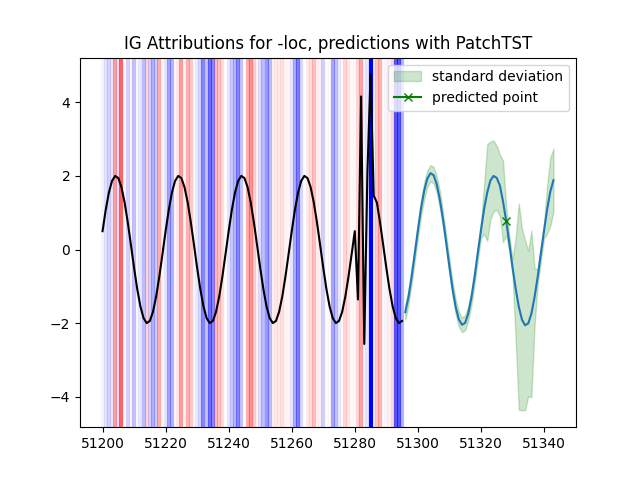 IG Attributions for -loc, predictions with PatchTST
standard deviation
predicted point
4
2
0
−2
−4
51200 51220 51240 51260 51280 51300 51320 51340